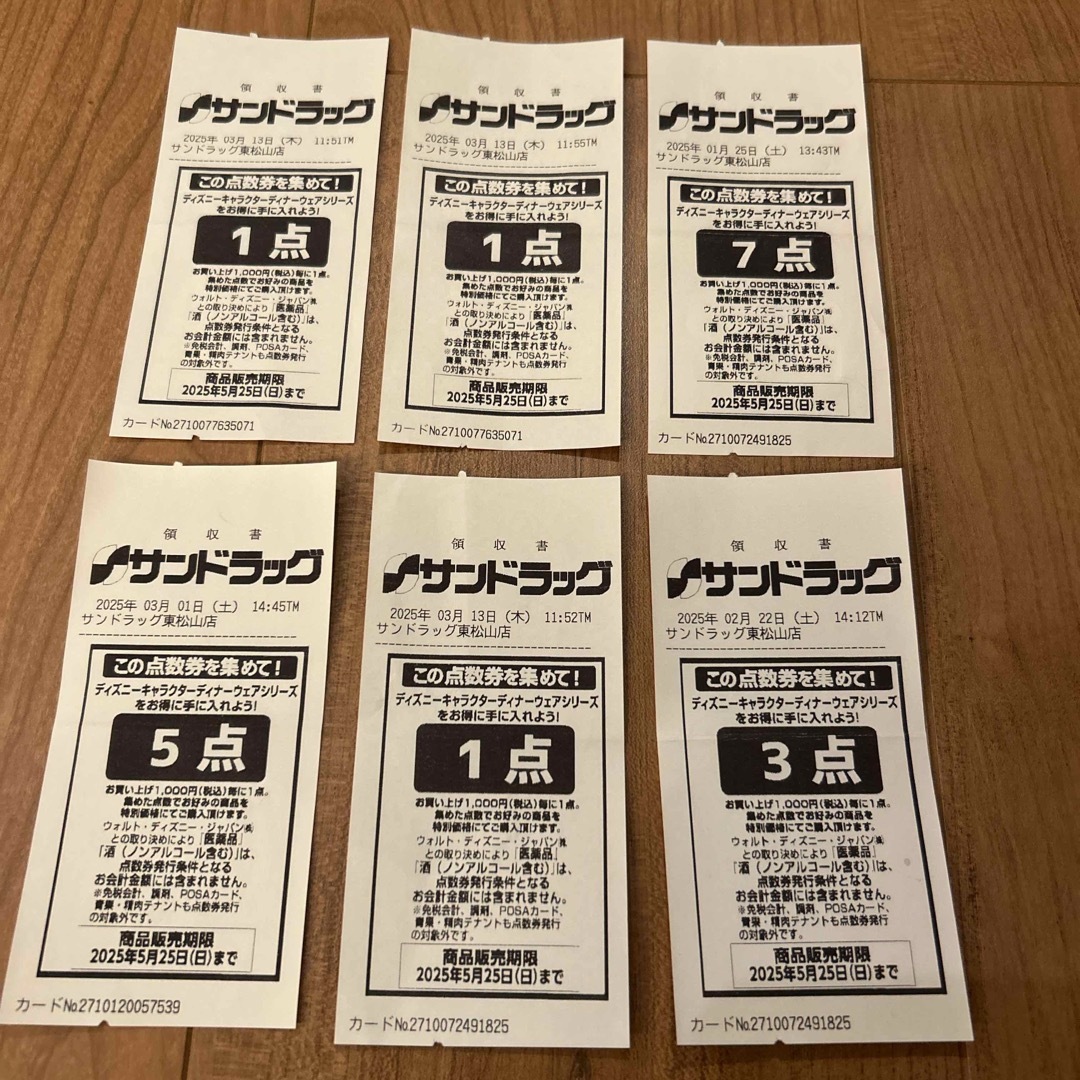 領収書
サンドラッグ
2025年 03月 13日（木） 11:51TM
サンドラッグ東松山店
この点数券を集めて!
ディズニーキャラクターディナーウェアシリーズ
をお得に手に入れよう!
1点
お買い上げ1,000円(税込)毎に1点。
集めた点数でお好みの商品を
特別価格にてご購入頂けます。
ウォルト・ディズニー・ジャパン㈱
との取り決めにより「医薬品」
「酒（ノンアルコール含む）」は、
点数券発行条件となる
お会計金額には含まれません。
※免税会計、調剤、POSAカード、
青果・精肉テナントも点数券発行
の対象外です。
商品販売期限
2025年5月25日(日)まで
カードNo2710077635071
領収書
サンドラッグ
2025年 03月 13日（木） 11:55TM
サンドラッグ東松山店
この点数券を集めて!
ディズニーキャラクターディナーウェアシリーズ
をお得に手に入れよう!
1点
お買い上げ1,000円(税込)毎に1点。
集めた点数でお好みの商品を
特別価格にてご購入頂けます。
ウォルト・ディズニー・ジャパン㈱
との取り決めにより「医薬品」
「酒（ノンアルコール含む）」は、
点数券発行条件となる
お会計金額には含まれません。
※免税会計、調剤、POSAカード、
青果・精肉テナントも点数券発行
の対象外です。
商品販売期限
2025年5月25日(日)まで
カードNo2710077635071
領収書
サンドラッグ
2025年 01月 25日（土） 13:43TM
サンドラッグ東松山店
この点数券を集めて!
ディズニーキャラクターディナーウェアシリーズ
をお得に手に入れよう!
7点
お買い上げ1,000円(税込)毎に1点。
集めた点数でお好みの商品を
特別価格にてご購入頂けます。
ウォルト・ディズニー・ジャパン㈱
との取り決めにより「医薬品」
「酒（ノンアルコール含む）」は、
点数券発行条件となる
お会計金額には含まれません。
※免税会計、調剤、POSAカード、
青果・精肉テナントも点数券発行
の対象外です。
商品販売期限
2025年5月25日(日)まで
カードNo2710072491825
領収書
サンドラッグ
2025年 03月 01日（土） 14:45TM
サンドラッグ東松山店
この点数券を集めて!
ディズニーキャラクターディナーウェアシリーズ
をお得に手に入れよう!
5点
お買い上げ1,000円(税込)毎に1点。
集めた点数でお好みの商品を
特別価格にてご購入頂けます。
ウォルト・ディズニー・ジャパン㈱
との取り決めにより「医薬品」
「酒（ノンアルコール含む）」は、
点数券発行条件となる
お会計金額には含まれません。
※免税会計、調剤、POSAカード、
青果・精肉テナントも点数券発行
の対象外です。
商品販売期限
2025年5月25日(日)まで
カードNo2710120057539
領収書
サンドラッグ
2025年 03月 13日（木） 11:52TM
サンドラッグ東松山店
この点数券を集めて!
ディズニーキャラクターディナーウェアシリーズ
をお得に手に入れよう!
1点
お買い上げ1,000円(税込)毎に1点。
集めた点数でお好みの商品を
特別価格にてご購入頂けます。
ウォルト・ディズニー・ジャパン㈱
との取り決めにより「医薬品」
「酒（ノンアルコール含む）」は、
点数券発行条件となる
お会計金額には含まれません。
※免税会計、調剤、POSAカード、
青果・精肉テナントも点数券発行
の対象外です。
商品販売期限
2025年5月25日(日)まで
カードNo2710072491825
領収書
サンドラッグ
2025年 02月 22日（土） 14:12TM
サンドラッグ東松山店
この点数券を集めて!
ディズニーキャラクターディナーウェアシリーズ
をお得に手に入れよう!
3点
お買い上げ1,000円(税込)毎に1点。
集めた点数でお好みの商品を
特別価格にてご購入頂けます。
ウォルト・ディズニー・ジャパン㈱
との取り決めにより「医薬品」
「酒（ノンアルコール含む）」は、
点数券発行条件となる
お会計金額には含まれません。
※免税会計、調剤、POSAカード、
青果・精肉テナントも点数券発行
の対象外です。
商品販売期限
2025年5月25日(日)まで
カードNo2710072491825